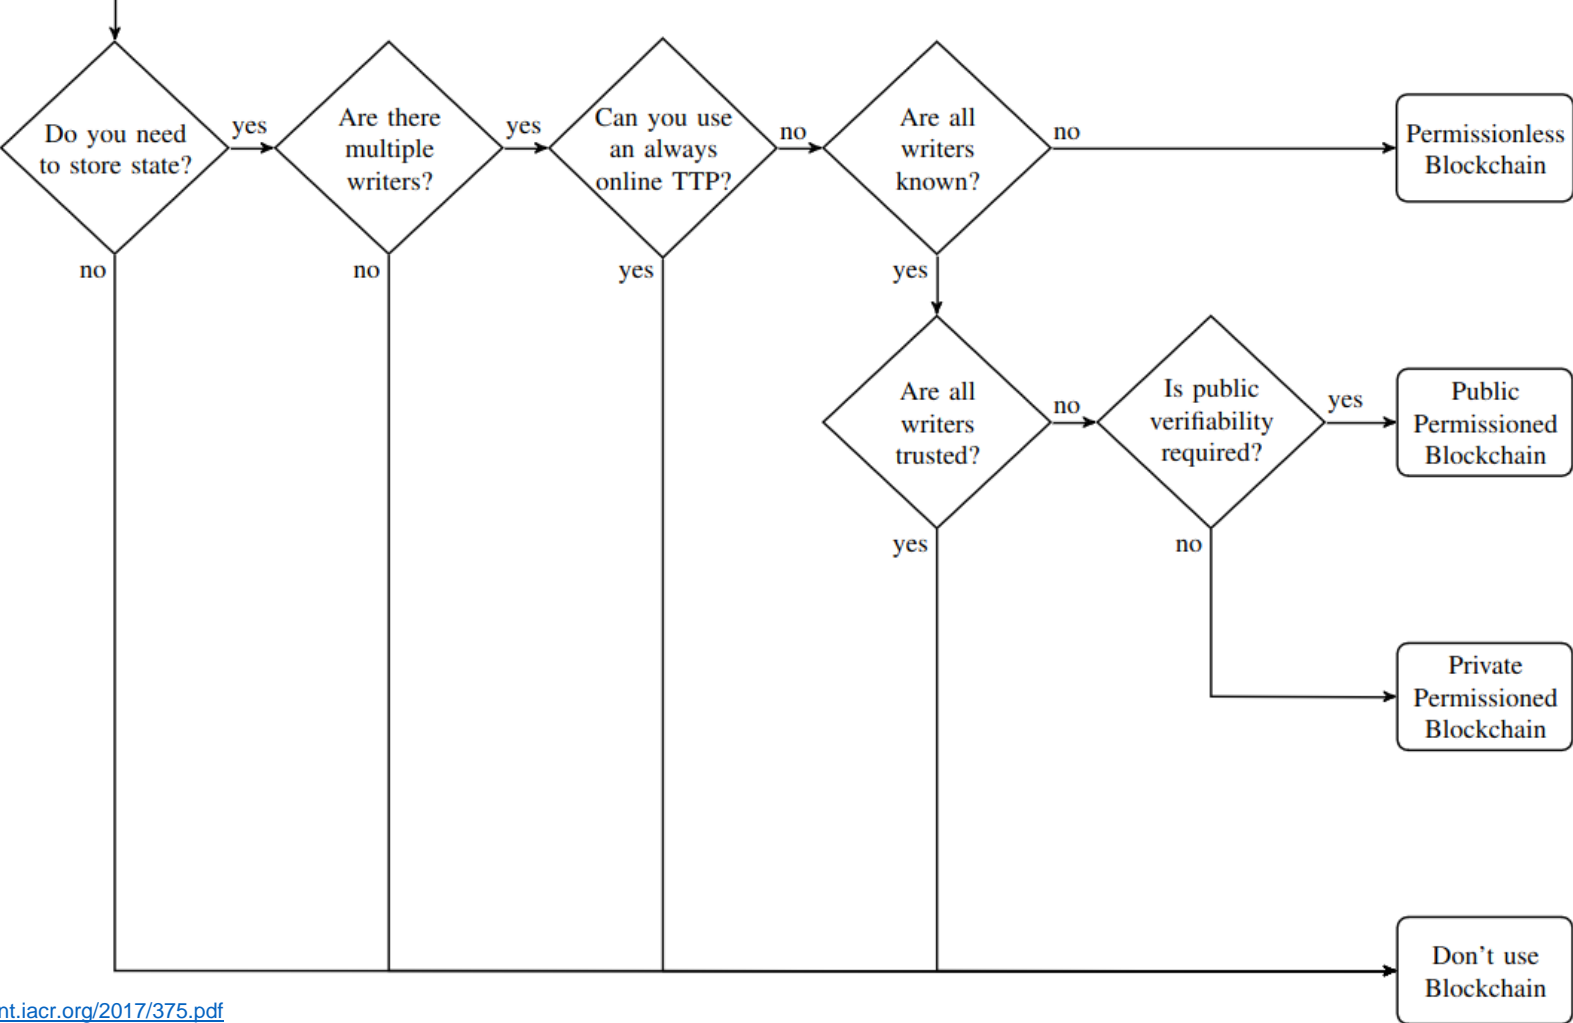 Do you need
to store state?
yes
Are there
multiple
writers?
yes
Can you use
an always
online TTP?
no
Are all
writers
known?
no
Permissionless
Blockchain
no
no
yes
yes
Are all
writers
trusted?
no
Is public
verifiability
required?
yes
Public
Permissioned
Blockchain
yes
no
Private
Permissioned
Blockchain
Don't use
Blockchain
nt.iacr.org/2017/375.pdf